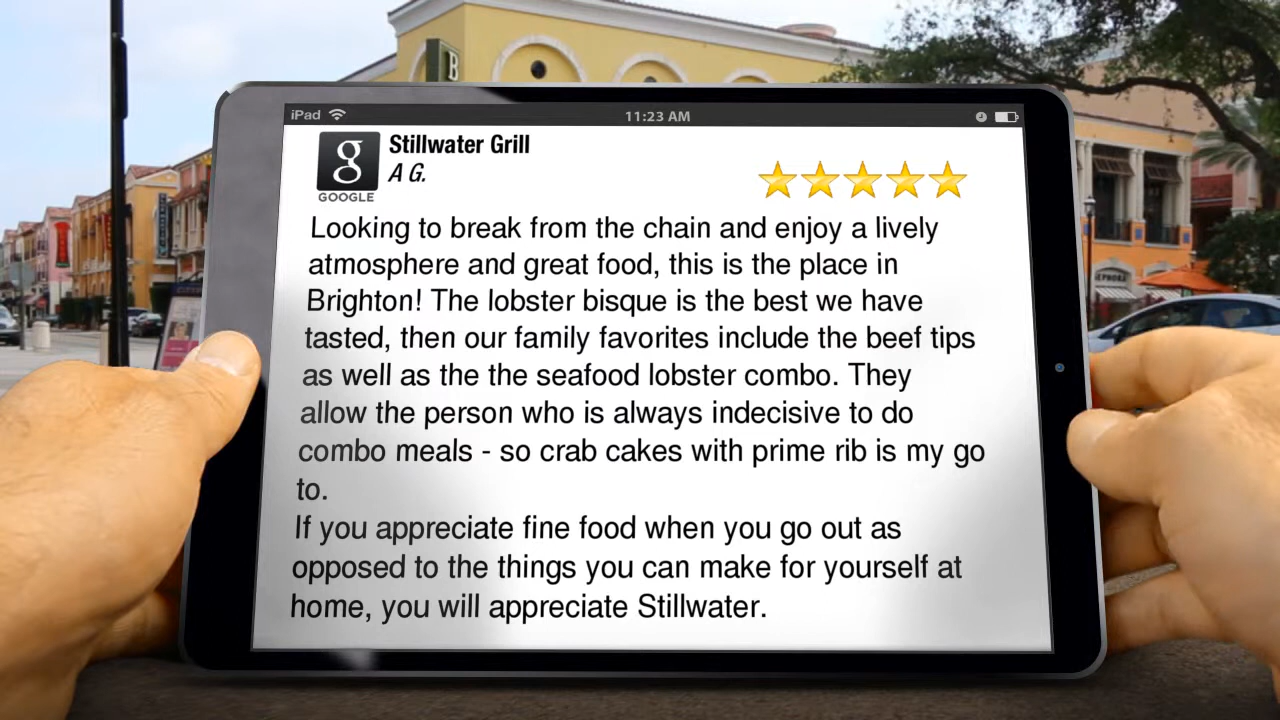 B
iPad
11:23 AM
g
GOOGLE
Stillwater Grill
A G.
Looking to break from the chain and enjoy a lively
atmosphere and great food, this is the place in
Brighton! The lobster bisque is the best we have
tasted, then our family favorites include the beef tips
as well as the the seafood lobster combo. They
allow the person who is always indecisive to do
combo meals - so crab cakes with prime rib is my go
to.
If you appreciate fine food when you go out as
opposed to the things you can make for yourself at
home, you will appreciate Stillwater.
SEPHORA